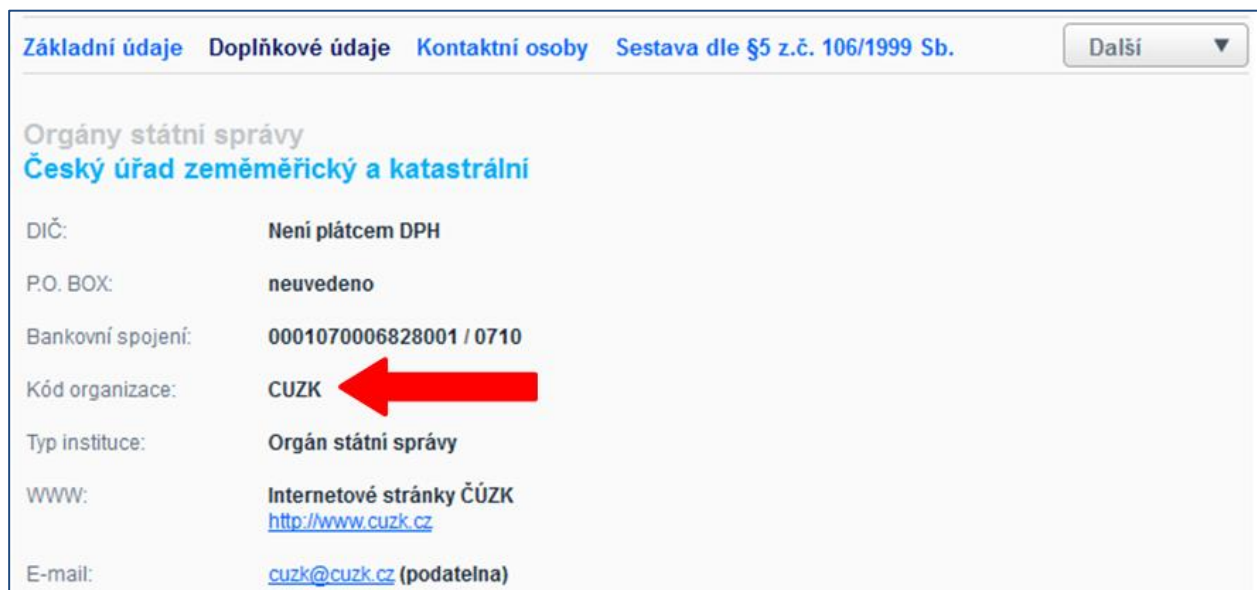 Základní údaje Doplňkové údaje Kontaktní osoby Sestava dle §5 z.č. 106/1999 Sb. Další
Orgány státní správy
Český úřad zeměměřický a katastrální
DIČ: Není plátcem DPH
P.O. BOX: neuvedeno
Bankovní spojení: 0001070006828001 / 0710
Kód organizace: CUZK
Typ instituce: Orgán státní správy
WWW: Internetové stránky ČÚZK
http://www.cuzk.cz
E-mail: cuzk@cuzk.cz (podatelna)